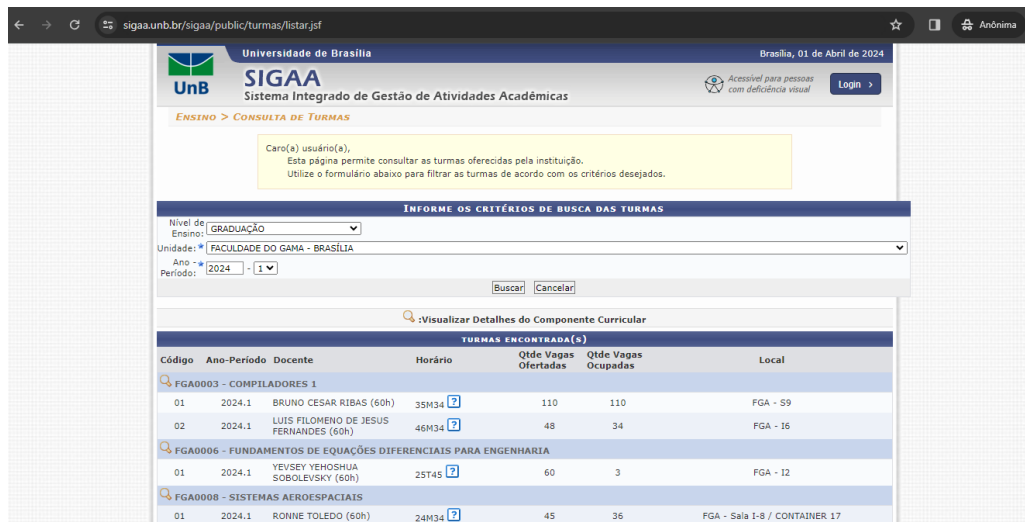 sigaa.unb.br/sigaa/public/turmas/listar.jsf
Anônima
Universidade de Brasília
Brasília, 01 de Abril de 2024
UnB
SIGAA
Sistema Integrado de Gestão de Atividades Acadêmicas
Acessível para pessoas
com deficiência visual
Login >
ENSINO > CONSULTA DE TURMAS
Caro(a) usuário(a),
Esta página permite consultar as turmas oferecidas pela instituição.
Utilize o formulário abaixo para filtrar as turmas de acordo com os critérios desejados.
INFORME OS CRITÉRIOS DE BUSCA DAS TURMAS
Nível de
Ensino: GRADUAÇÃO
Unidade: FACULDADE DO GAMA - BRASÍLIA
Ano -
Período: 2024 - 1
Buscar Cancelar
:Visualizar Detalhes do Componente Curricular
TURMAS ENCONTRADA(S)
Código Ano-Período Docente Horário Qtde Vagas Ofertadas Qtde Vagas Ocupadas Local
FGA0003 - COMPILADORES 1
01 2024.1 BRUNO CESAR RIBAS (60h) 35M34 ? 110 110 FGA - S9
02 2024.1 LUIS FILOMENO DE JESUS FERNANDES (60h) 46M34 ? 48 34 FGA - I6
FGA0006 - FUNDAMENTOS DE EQUAÇÕES DIFERENCIAIS PARA ENGENHARIA
01 2024.1 YEVSEY YEHOSHUA SOBOLEVSKY (60h) 25T45 ? 60 3 FGA - I2
FGA0008 - SISTEMAS AEROESPACIAIS
01 2024.1 RONNE TOLEDO (60h) 24M34 ? 45 36 FGA - Sala I-8 / CONTAINER 17